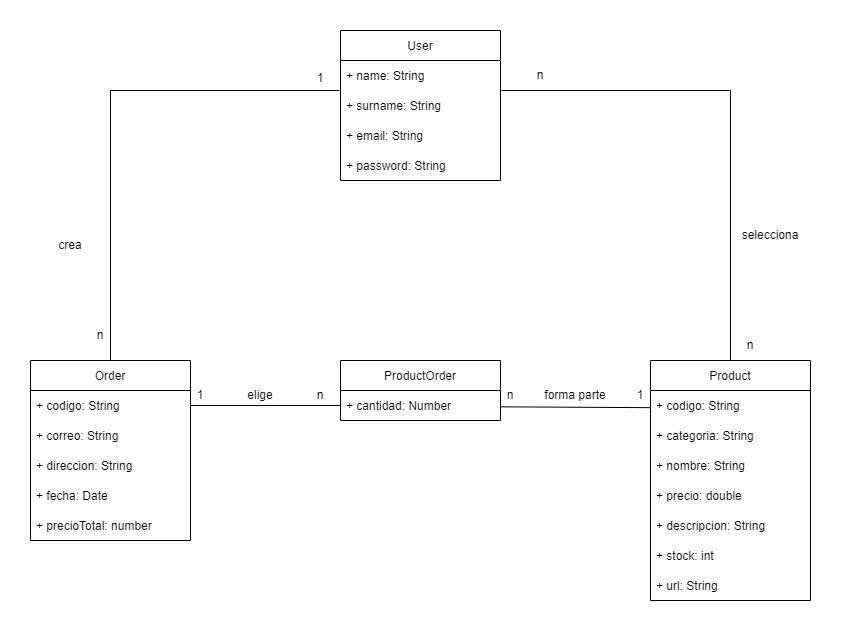 User
1
n
+ name: String
+ surname: String
+ email: String
+ password: String
crea
selecciona
n
n
Order
+ codigo: String
+ correo: String
+ direccion: String
+ fecha: Date
+ precioTotal: number
1
elige
n
ProductOrder
+ cantidad: Number
n
forma parte
1
Product
+ codigo: String
+ categoria: String
+ nombre: String
+ precio: double
+ descripcion: String
+ stock: int
+ url: String